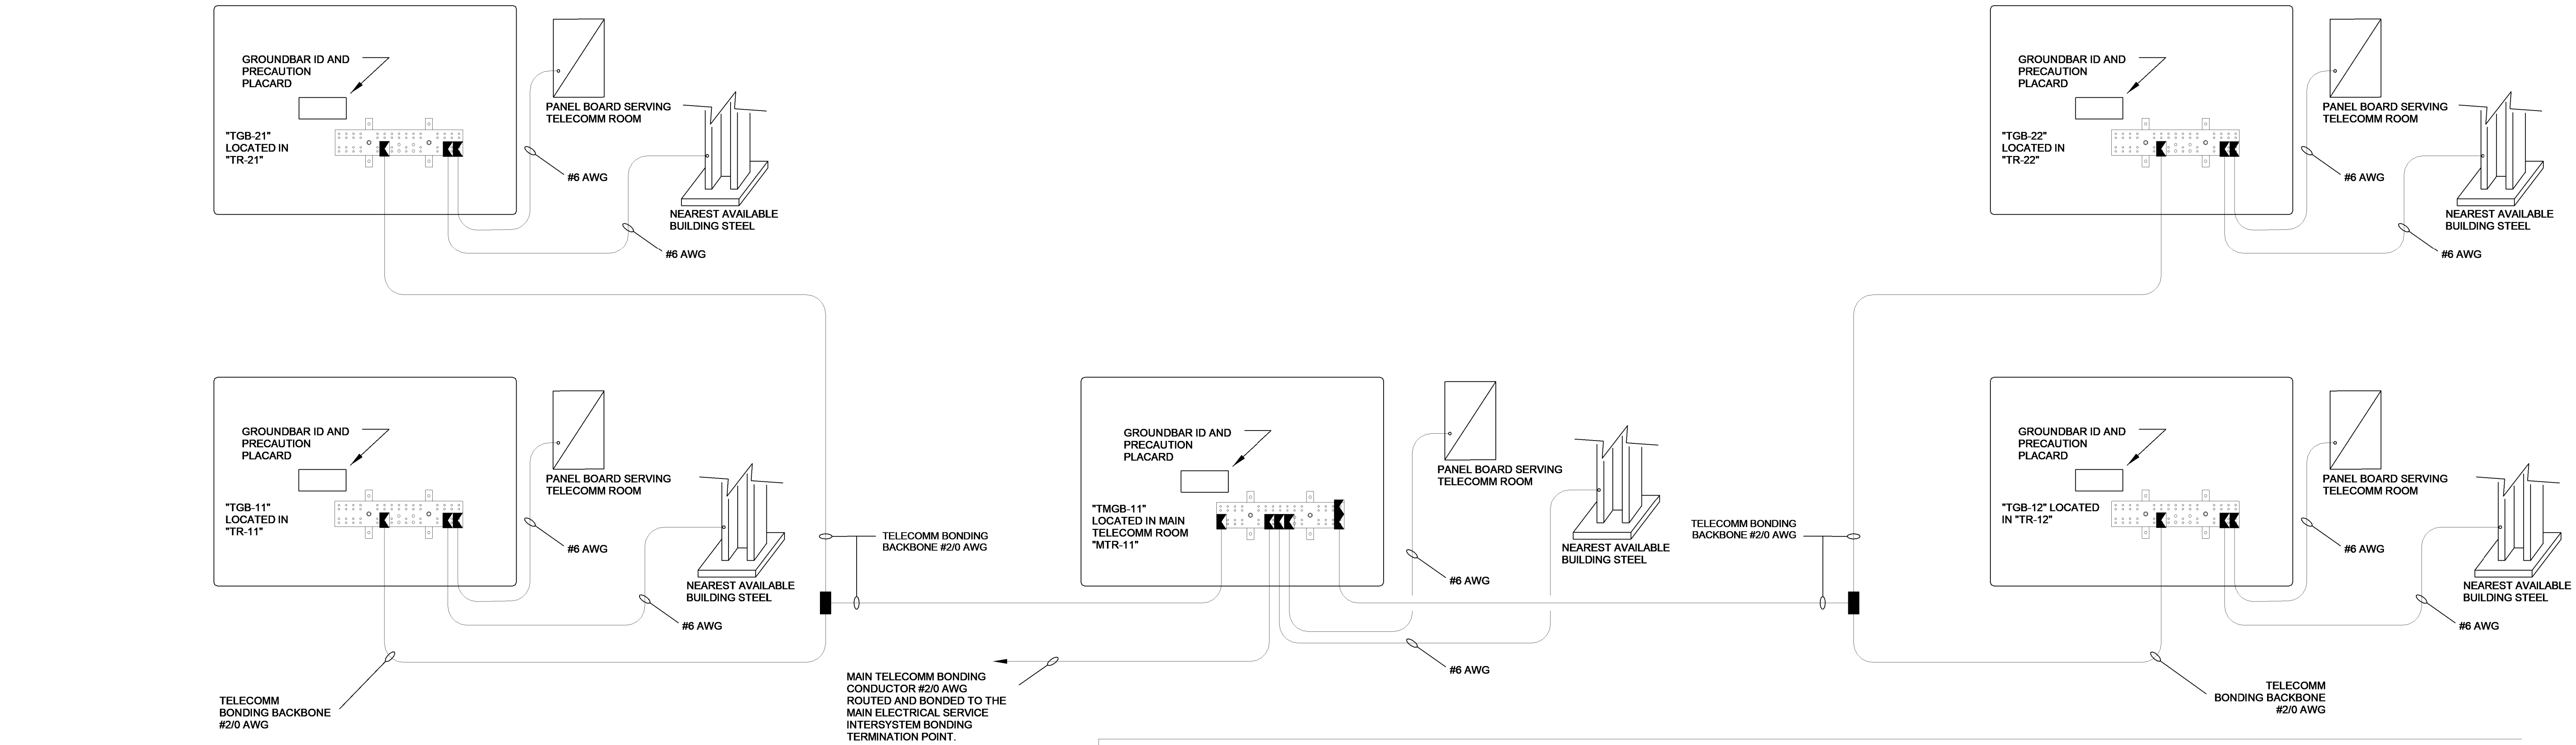 GROUNDBAR ID AND
PRECAUTION
PLACARD
"TGB-21"
LOCATED IN
"TR-21"
PANEL BOARD SERVING
TELECOMM ROOM
#6 AWG
NEAREST AVAILABLE
BUILDING STEEL
#6 AWG
GROUNDBAR ID AND
PRECAUTION
PLACARD
"TGB-22"
LOCATED IN
"TR-22"
PANEL BOARD SERVING
TELECOMM ROOM
#6 AWG
NEAREST AVAILABLE
BUILDING STEEL
#6 AWG
GROUNDBAR ID AND
PRECAUTION
PLACARD
"TGB-11"
LOCATED IN
"TR-11"
PANEL BOARD SERVING
TELECOMM ROOM
#6 AWG
NEAREST AVAILABLE
BUILDING STEEL
#6 AWG
TELECOMM
BONDING BACKBONE
#2/0 AWG
TELECOMM BONDING
BACKBONE #2/0 AWG
GROUNDBAR ID AND
PRECAUTION
PLACARD
"TMGB-11"
LOCATED IN MAIN
TELECOMM ROOM
"MTR-11"
PANEL BOARD SERVING
TELECOMM ROOM
#6 AWG
NEAREST AVAILABLE
BUILDING STEEL
#6 AWG
MAIN TELECOMM BONDING
CONDUCTOR #2/0 AWG
ROUTED AND BONDED TO THE
MAIN ELECTRICAL SERVICE
INTERSYSTEM BONDING
TERMINATION POINT.
TELECOMM BONDING
BACKBONE #2/0 AWG
GROUNDBAR ID AND
PRECAUTION
PLACARD
"TGB-12" LOCATED
IN "TR-12"
PANEL BOARD SERVING
TELECOMM ROOM
#6 AWG
NEAREST AVAILABLE
BUILDING STEEL
#6 AWG
TELECOMM
BONDING BACKBONE
#2/0 AWG